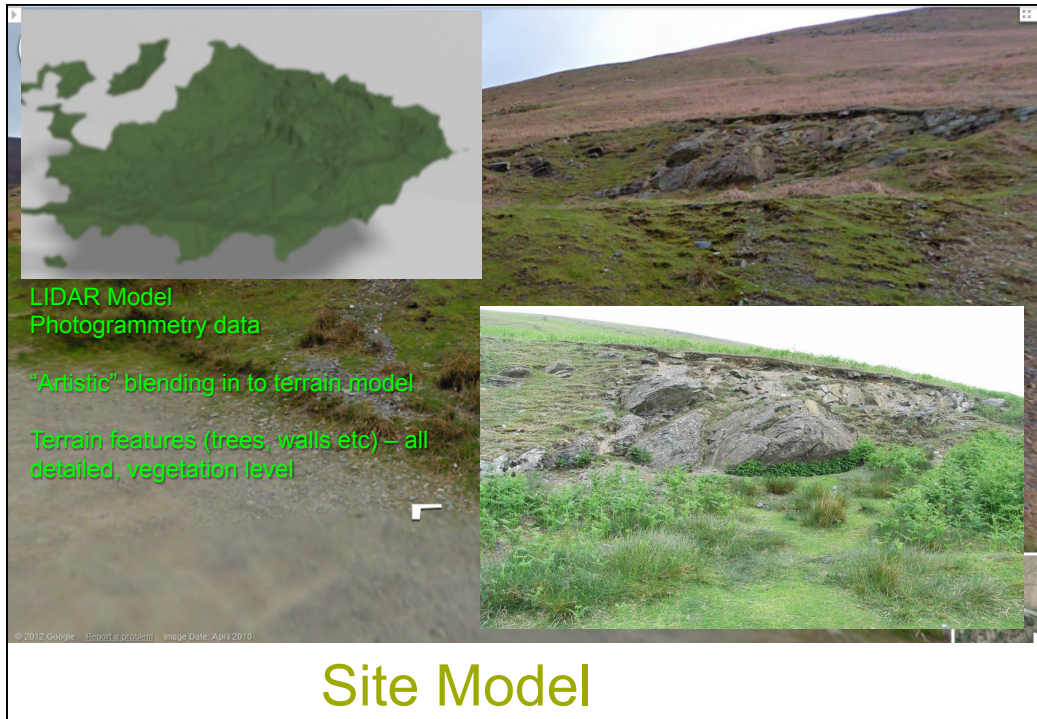 LIDAR Model
Photogrammetry data
“Artistic” blending in to terrain model
Terrain features (trees, walls etc) – all
detailed, vegetation level
© 2012 Google Report a problem Image Date: April 2010
Site Model